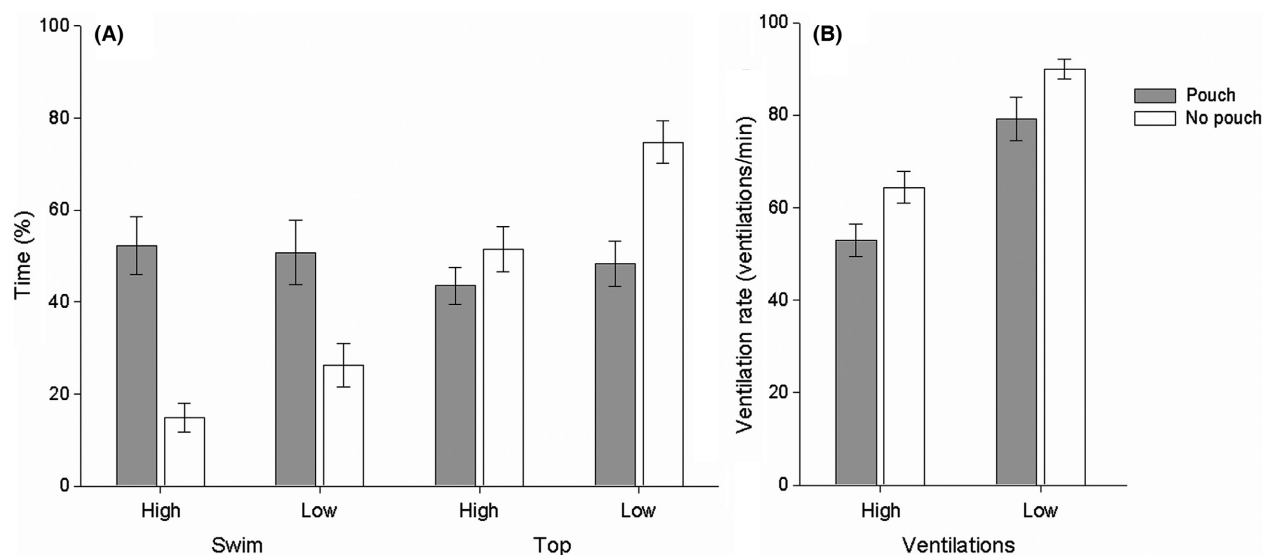 (A)
Time (%)
100
80
60
40
20
0
High
Low
High
Low
Swim
Top
(B)
Ventilation rate (ventilations/min)
100
80
60
40
20
0
High
Low
Ventilations
Pouch
No pouch